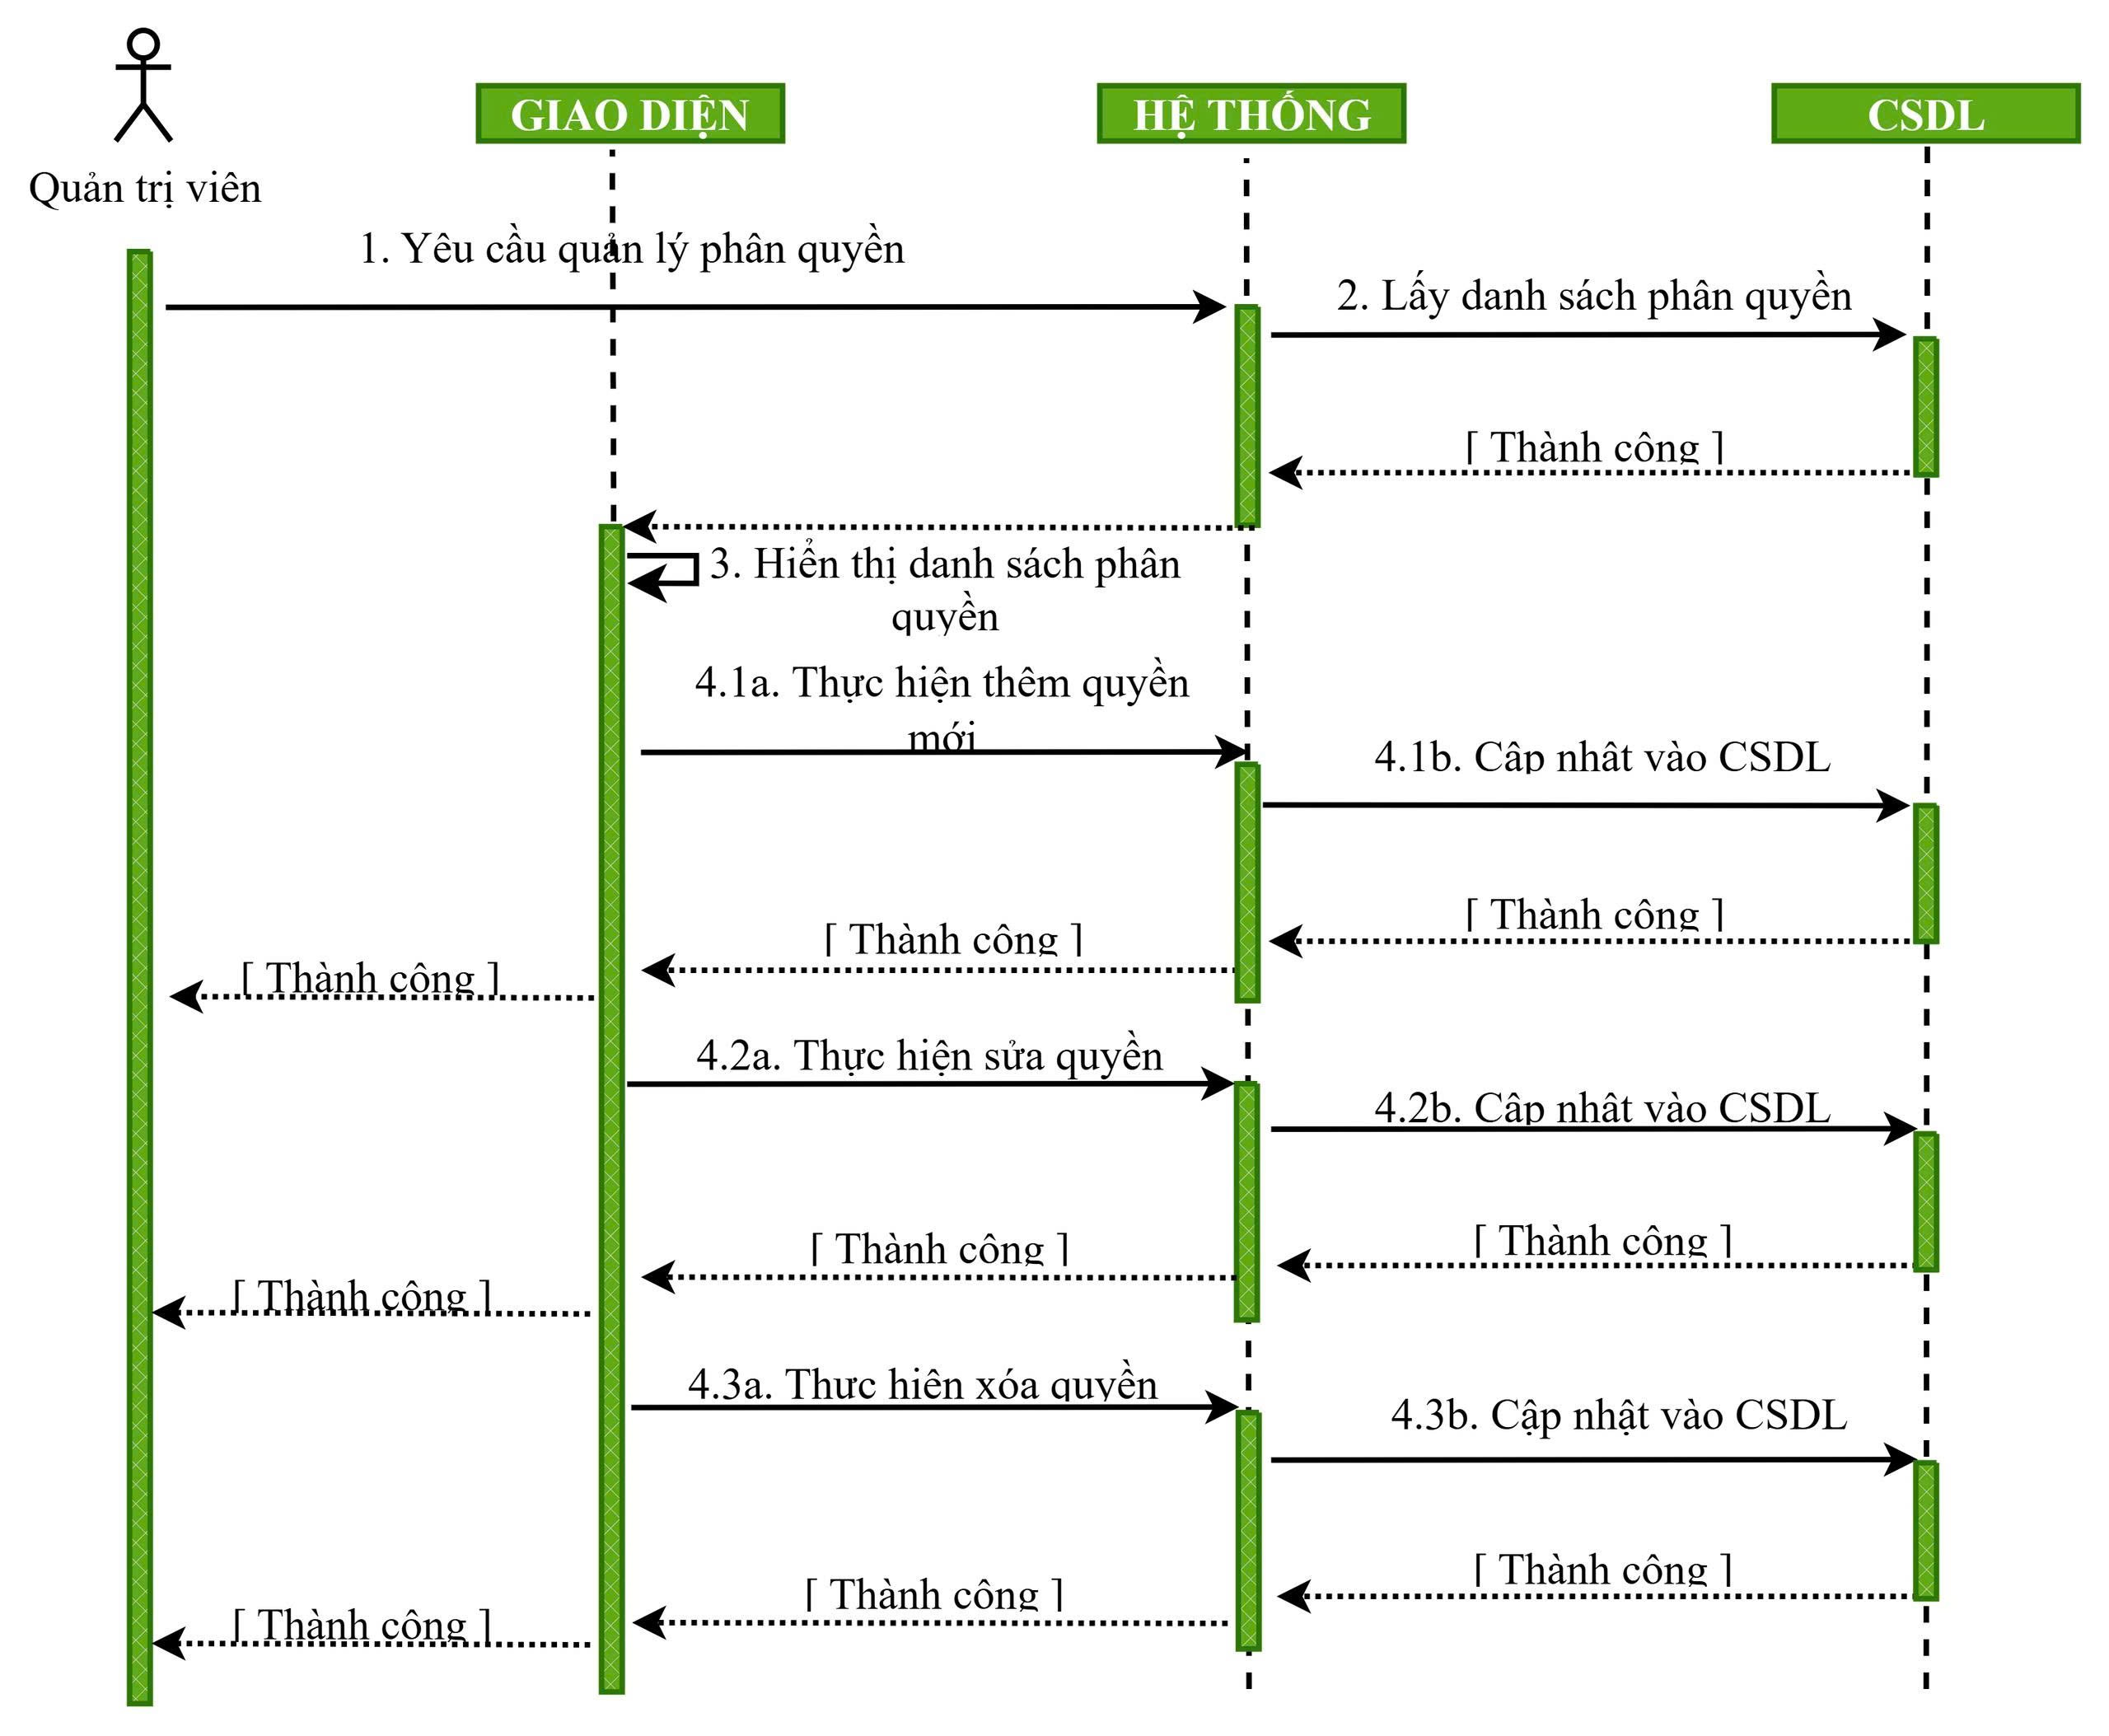 GIAO DIỆN
HỆ THỐNG
CSDL
Quản trị viên
1. Yêu cầu quản lý phân quyền
2. Lấy danh sách phân quyền
[ Thành công ]
3. Hiển thị danh sách phân
quyền
4.1a. Thực hiện thêm quyền
mới
4.1b. Cập nhật vào CSDL
[ Thành công ]
[ Thành công ]
[ Thành công ]
4.2a. Thực hiện sửa quyền
4.2b. Cập nhật vào CSDL
[ Thành công ]
[ Thành công ]
[ Thành công ]
4.3a. Thực hiện xóa quyền
4.3b. Cập nhật vào CSDL
[ Thành công ]
[ Thành công ]
[ Thành công ]